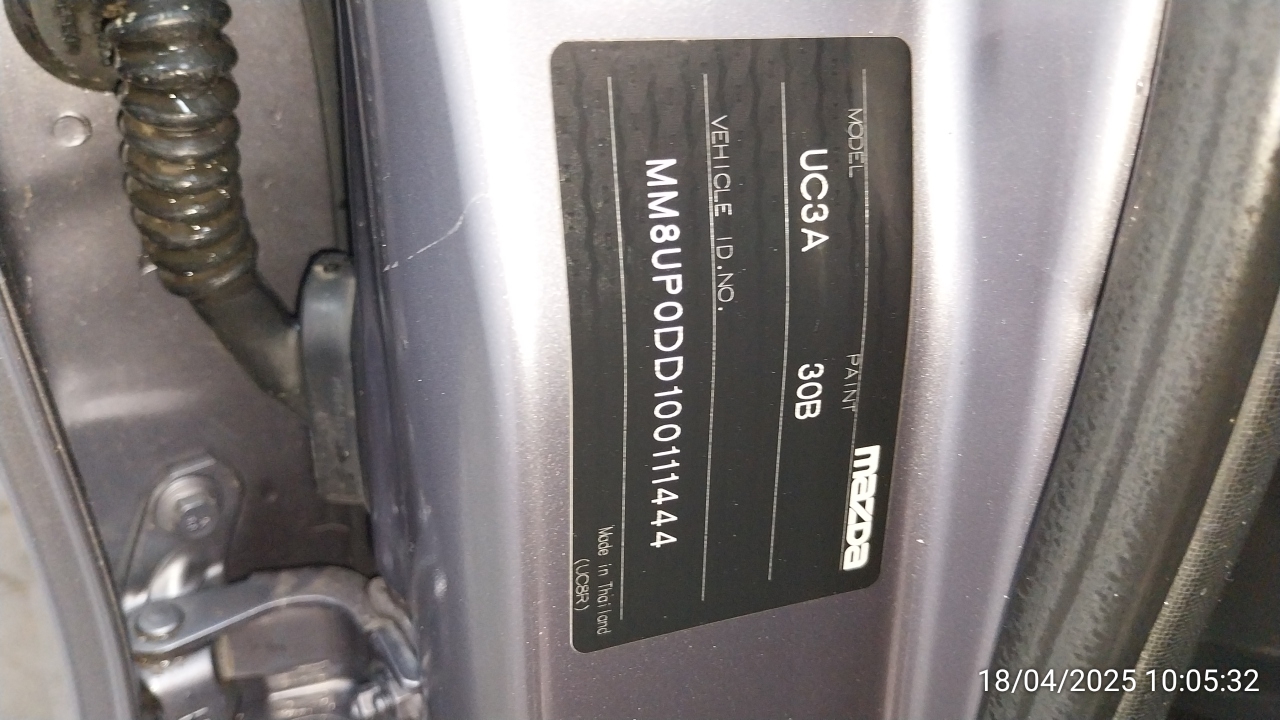 mazda
MODEL PAINT
UC3A 30B
VEHICLE ID.NO.
MM8UP0DD100111444
Made in Thailand
(UC8R)
18/04/2025 10:05:32